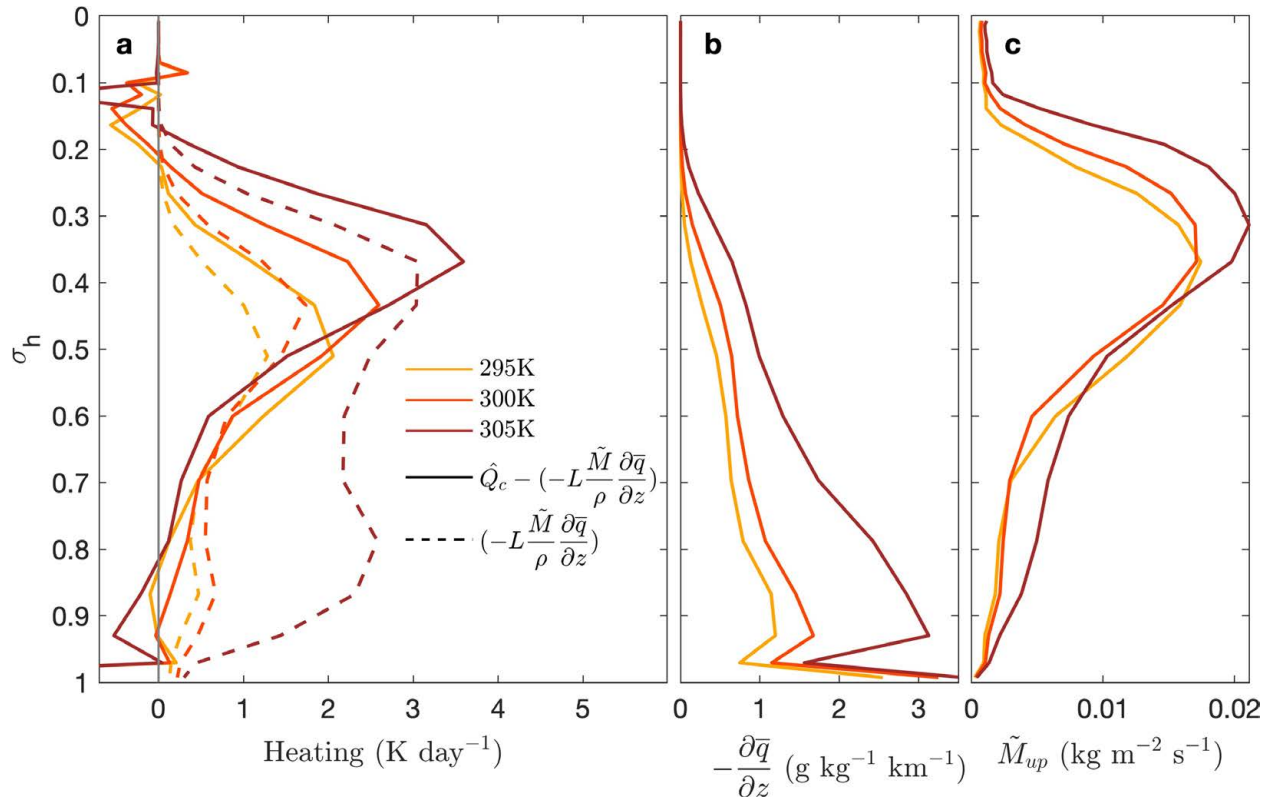 a
b
c
0
0.1
0.2
0.3
0.4
0.5
0.6
0.7
0.8
0.9
1
σ_h
295K
300K
305K
Q̂_c − (−L M̃/ρ ∂q̄/∂z)
(−L M̃/ρ ∂q̄/∂z)
0 1 2 3 4 5
0 1 2 3
0 0.01 0.02
Heating (K day⁻¹)
−∂q̄/∂z (g kg⁻¹ km⁻¹)
M̃_up (kg m⁻² s⁻¹)